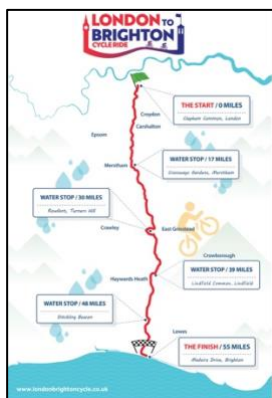 LONDON TO
BRIGHTON
CYCLE RIDE
THE START / 0 MILES
Clapham Common, London
Croydon
Carshalton
Epsom
WATER STOP / 17 MILES
Merstham
WATER STOP / 30 MILES
Turners Hill
Crawley
East Grinstead
Crowborough
WATER STOP / 39 MILES
Lindfield Common, Lindfield
Haywards Heath
WATER STOP / 48 MILES
Ditchling Beacon
Lewes
THE FINISH / 55 MILES
Madeira Drive, Brighton
www.londonbrightoncycle.co.uk